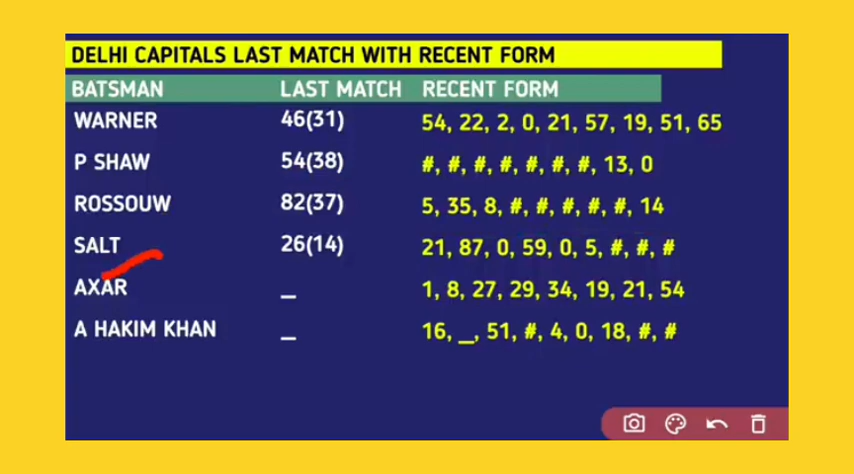 DELHI CAPITALS LAST MATCH WITH RECENT FORM
BATSMAN LAST MATCH RECENT FORM
WARNER 46(31) 54, 22, 2, 0, 21, 57, 19, 51, 65
P SHAW 54(38) #, #, #, #, #, #, #, 13, 0
ROSSOUW 82(37) 5, 35, 8, #, #, #, #, #, 14
SALT 26(14) 21, 87, 0, 59, 0, 5, #, #, #
AXAR _ 1, 8, 27, 29, 34, 19, 21, 54
A HAKIM KHAN _ 16, _, 51, #, 4, 0, 18, #, #